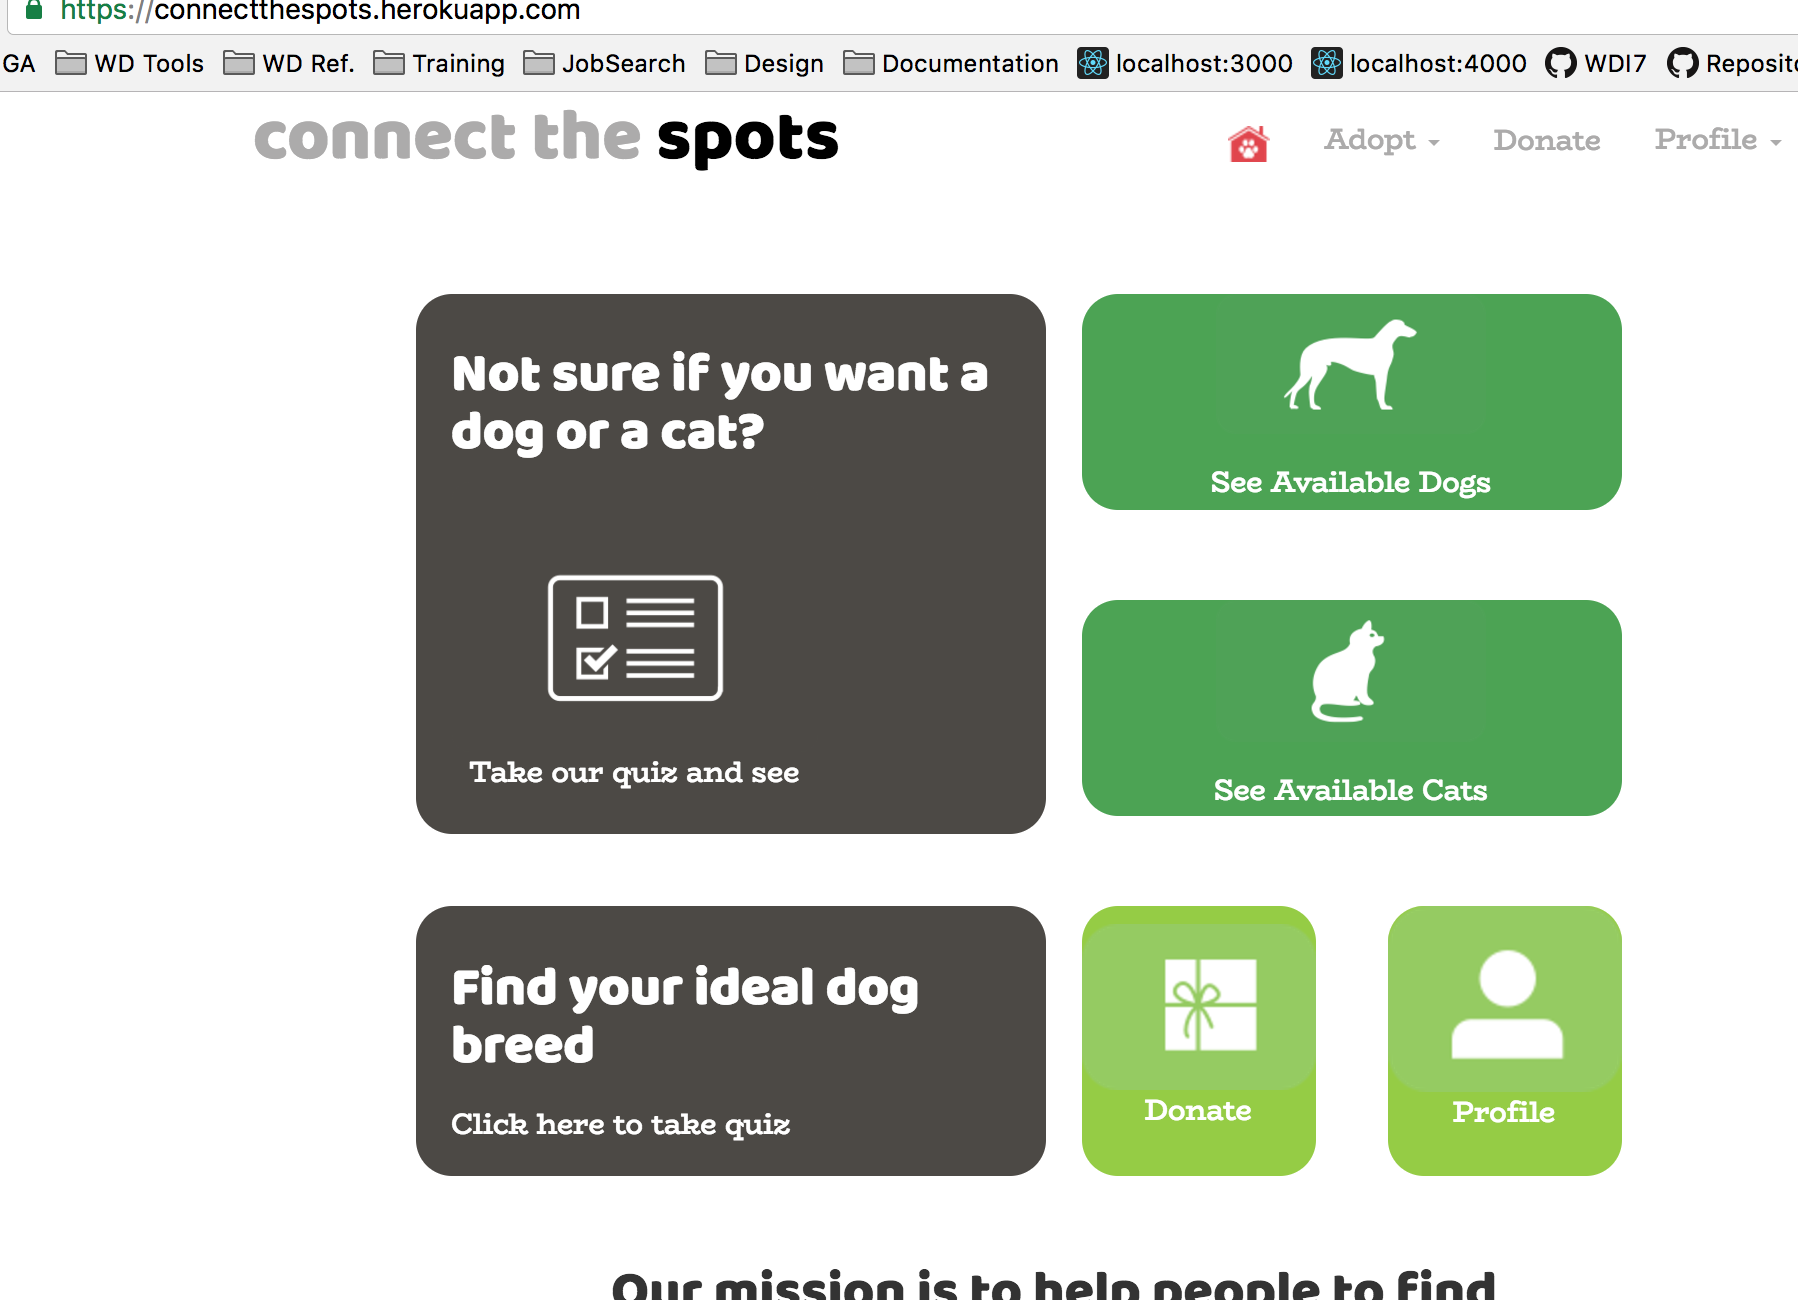 https://connectthespots.herokuapp.com
GA WD Tools WD Ref. Training JobSearch Design Documentation localhost:3000 localhost:4000 WDI7
connect the spots
Adopt Donate Profile
Not sure if you want a
dog or a cat?
Take our quiz and see
See Available Dogs
See Available Cats
Find your ideal dog
breed
Click here to take quiz
Donate
Profile
Our mission is to help people to find